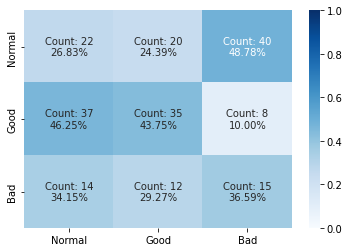 Normal
Count: 22
26.83%
Count: 20
24.39%
Count: 40
48.78%
Good
Count: 37
46.25%
Count: 35
43.75%
Count: 8
10.00%
Bad
Count: 14
34.15%
Count: 12
29.27%
Count: 15
36.59%
Normal
Good
Bad
1.0
0.8
0.6
0.4
0.2
0.0